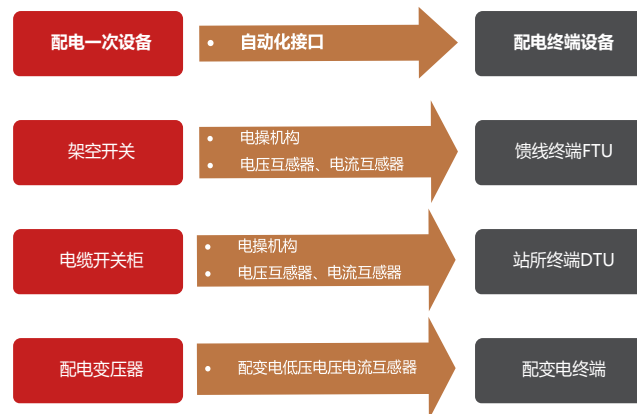 配电一次设备
• 自动化接口
配电终端设备
架空开关
• 电操机构
• 电压互感器、电流互感器
馈线终端FTU
电缆开关柜
• 电操机构
• 电压互感器、电流互感器
站所终端DTU
配电变压器
• 配变电低压电压电流互感器
配变电终端